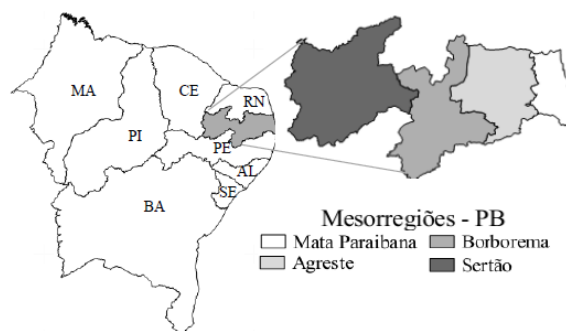 MA
CE
RN
PI
PE
AL
SE
BA
Mesorregiões - PB
Mata Paraibana Borborema
Agreste Sertão